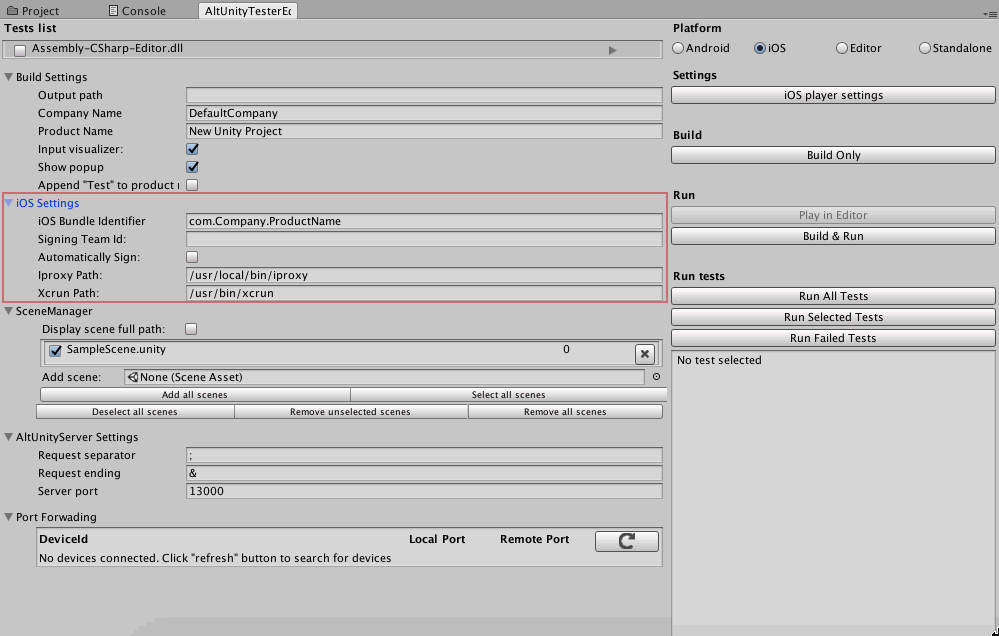 Project
Console
AltUnityTesterEc
Tests list
Assembly-CSharp-Editor.dll
Build Settings
Output path
Company Name
DefaultCompany
Product Name
New Unity Project
Input visualizer:
Show popup
Append "Test" to product
iOS Settings
iOS Bundle Identifier
com.Company.ProductName
Signing Team Id:
Automatically Sign:
Iproxy Path:
/usr/local/bin/iproxy
Xcrun Path:
/usr/bin/xcrun
SceneManager
Display scene full path:
SampleScene.unity
0
Add scene:
None (Scene Asset)
Add all scenes
Select all scenes
Deselect all scenes
Remove unselected scenes
Remove all scenes
AltUnityServer Settings
Request separator
;
Request ending
&
Server port
13000
Port Forwading
DeviceId
Local Port
Remote Port
No devices connected. Click "refresh" button to search for devices
Platform
Android
iOS
Editor
Standalone
Settings
iOS player settings
Build
Build Only
Run
Play in Editor
Build & Run
Run tests
Run All Tests
Run Selected Tests
Run Failed Tests
No test selected